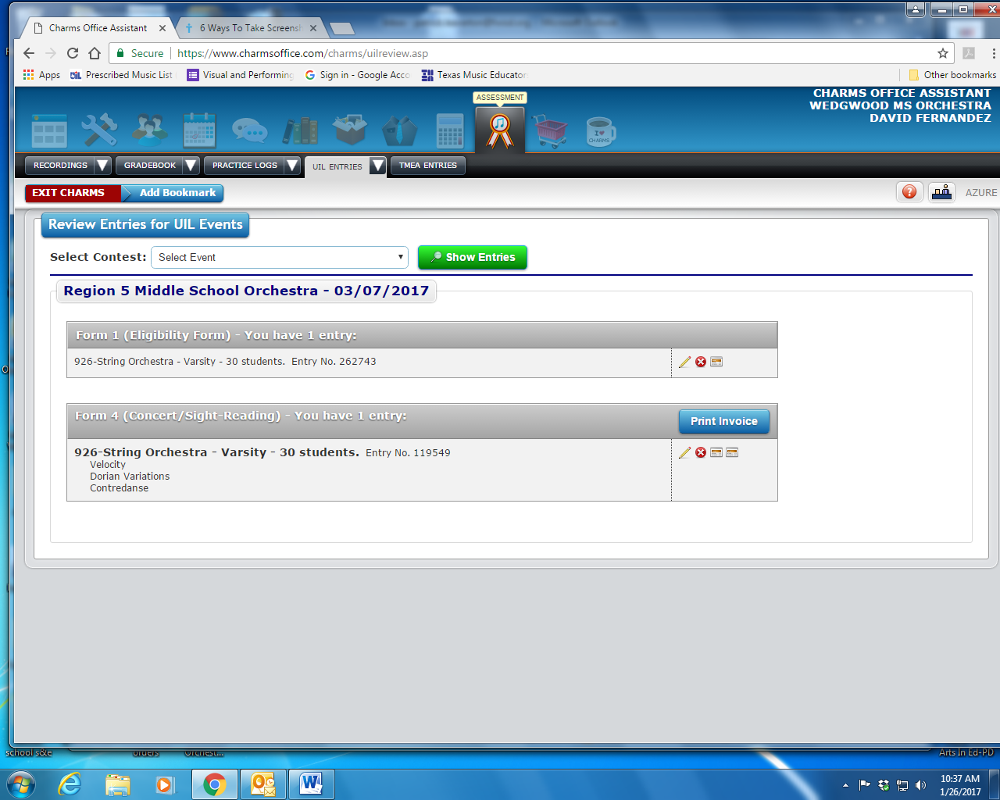 Charms Office Assistant
6 Ways To Take Screensh
Secure
https://www.charmsoffice.com/charms/uilreview.asp
Apps
Prescribed Music List
Visual and Performing
Sign in - Google Acco
Texas Music Educator
Other bookmarks
ASSESSMENT
CHARMS OFFICE ASSISTANT
WEDGWOOD MS ORCHESTRA
DAVID FERNANDEZ
I CHARMS
RECORDINGS
GRADEBOOK
PRACTICE LOGS
UIL ENTRIES
TMEA ENTRIES
EXIT CHARMS
Add Bookmark
AZURE
Review Entries for UIL Events
Select Contest:
Select Event
Show Entries
Region 5 Middle School Orchestra - 03/07/2017
Form 1 (Eligibility Form) - You have 1 entry:
926-String Orchestra - Varsity - 30 students. Entry No. 262743
Form 4 (Concert/Sight-Reading) - You have 1 entry:
Print Invoice
926-String Orchestra - Varsity - 30 students. Entry No. 119549
Velocity
Dorian Variations
Contredanse
school s&e
orders
Orchest...
Arts In Ed-PD
10:37 AM
1/26/2017